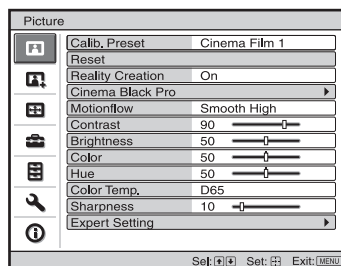 Picture
Calib. Preset Cinema Film 1
Reset
Reality Creation On
Cinema Black Pro
Motionflow Smooth High
Contrast 90
Brightness 50
Color 50
Hue 50
Color Temp. D65
Sharpness 10
Expert Setting
Sel: Set: Exit: MENU